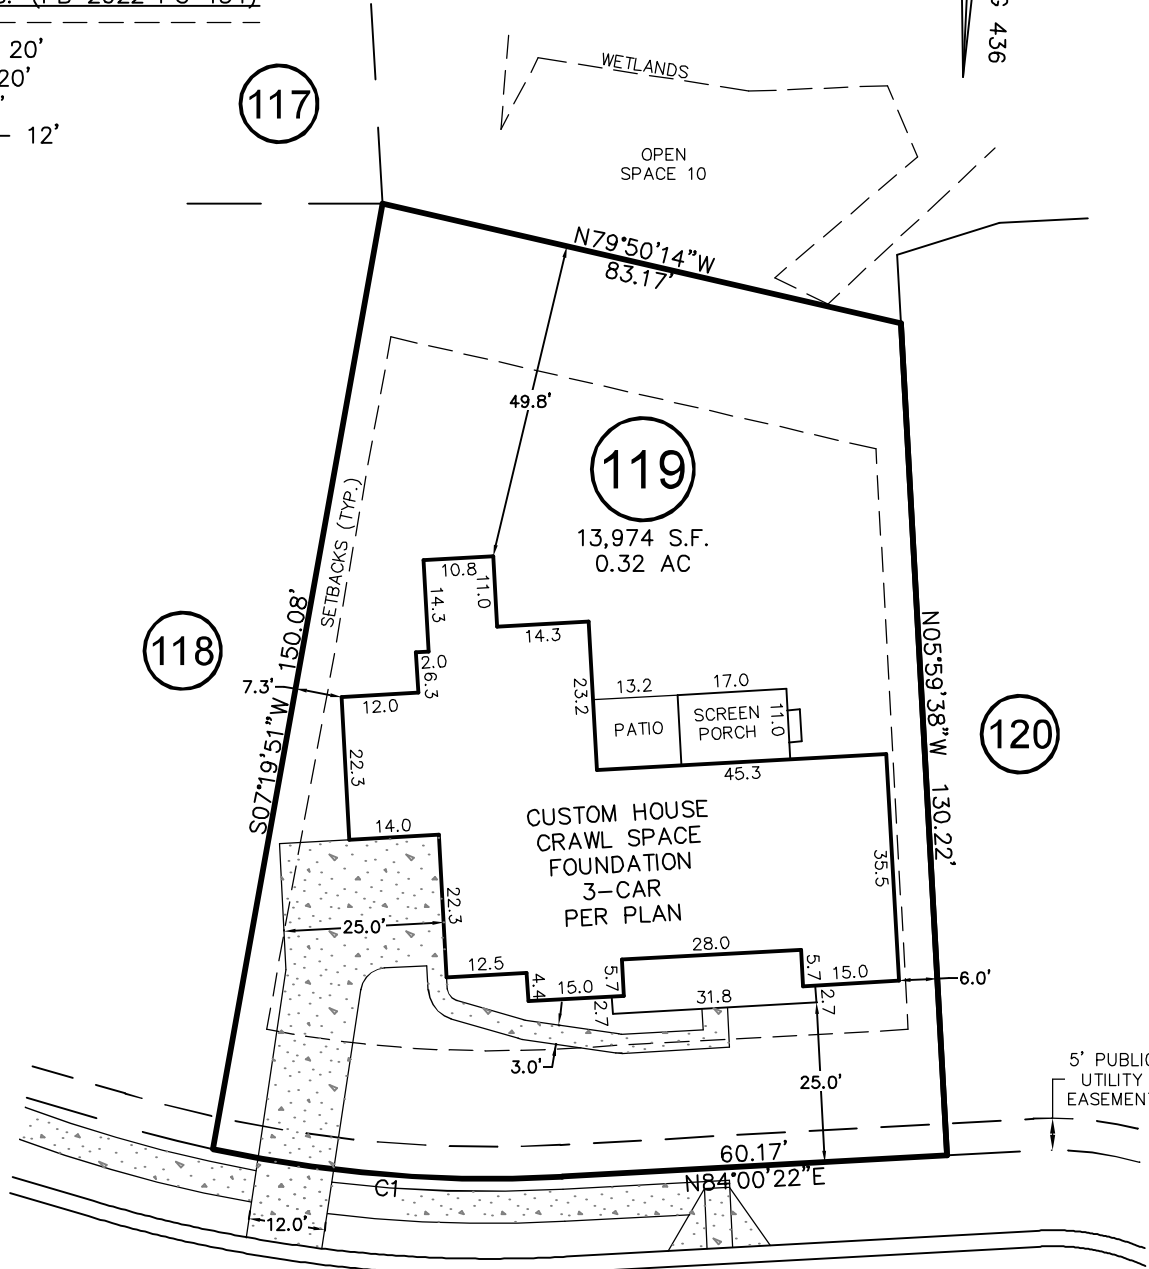 20'
20'
- 12'
436
117
WETLANDS
OPEN
SPACE 10
N79°50'14"W
83.17'
49.8'
119
13,974 S.F.
0.32 AC
SETBACKS (TYP.)
10.8
11.0
14.3
14.3
2.0
6.3
118
S07°19'51"W 150.08'
7.3'
12.0
23.2
13.2
17.0
PATIO
SCREEN
PORCH
11.0
45.3
N05°59'38"W 130.22'
120
22.3
14.0
CUSTOM HOUSE
CRAWL SPACE
FOUNDATION
3-CAR
PER PLAN
35.5
22.3
25.0'
28.0
12.5
4.4
15.0
5.7
5.7
15.0
6.0'
2.7
31.8
2.7
3.0'
25.0'
5' PUBLIC
UTILITY
EASEMENT
60.17'
N84°00'22"E
C1
12.0'